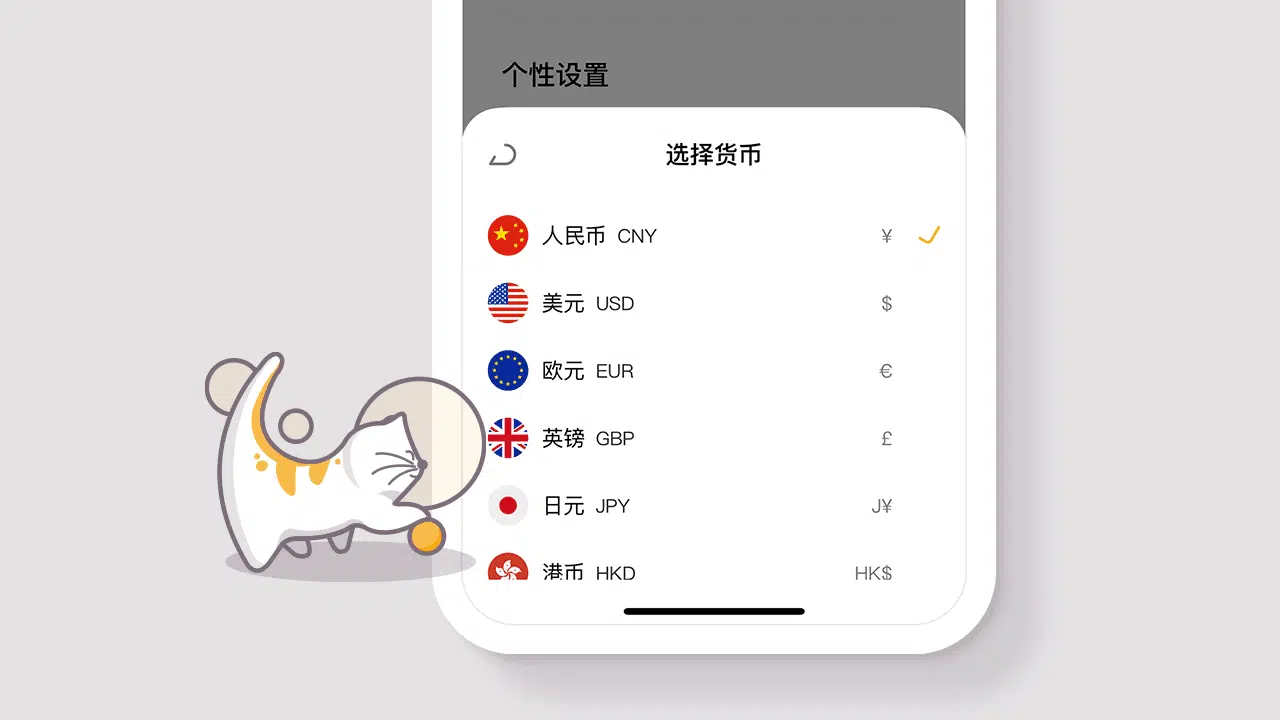 个性设置
选择货币
人民币 CNY ¥
美元 USD $
欧元 EUR €
英镑 GBP £
日元 JPY J¥
港币 HKD HK$